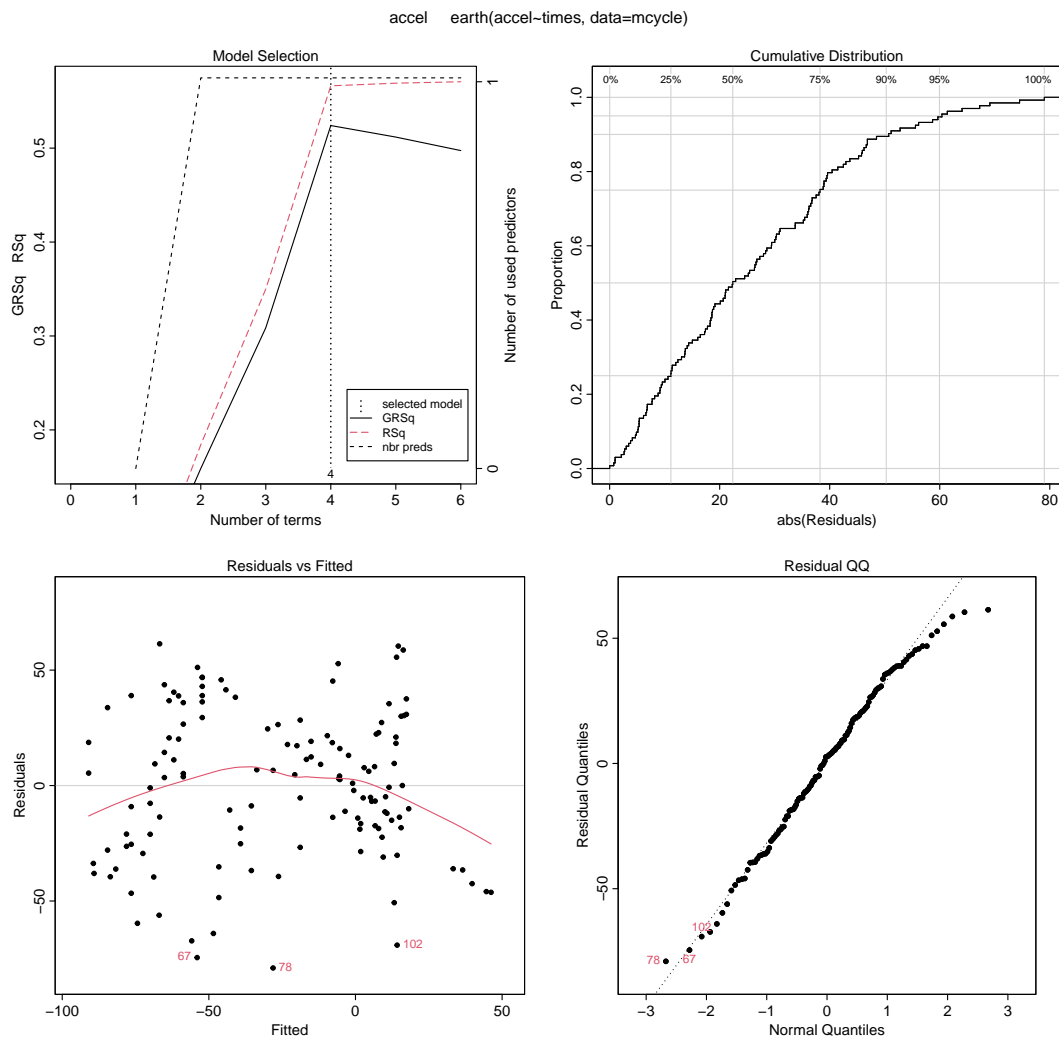 accel earth(accel~times, data=mcycle)
Model Selection
GRSq RSq
0.2 0.3 0.4 0.5
Number of used predictors
0 1
selected model
GRSq
RSq
nbr preds
4
0 1 2 3 4 5 6
Number of terms
Cumulative Distribution
0% 25% 50% 75% 90% 95% 100%
Proportion
0.0 0.2 0.4 0.6 0.8 1.0
0 20 40 60 80
abs(Residuals)
Residuals vs Fitted
Residuals
−50 0 50
102
67
78
−100 −50 0 50
Fitted
Residual QQ
Residual Quantiles
−50 0 50
102
78 67
−3 −2 −1 0 1 2 3
Normal Quantiles